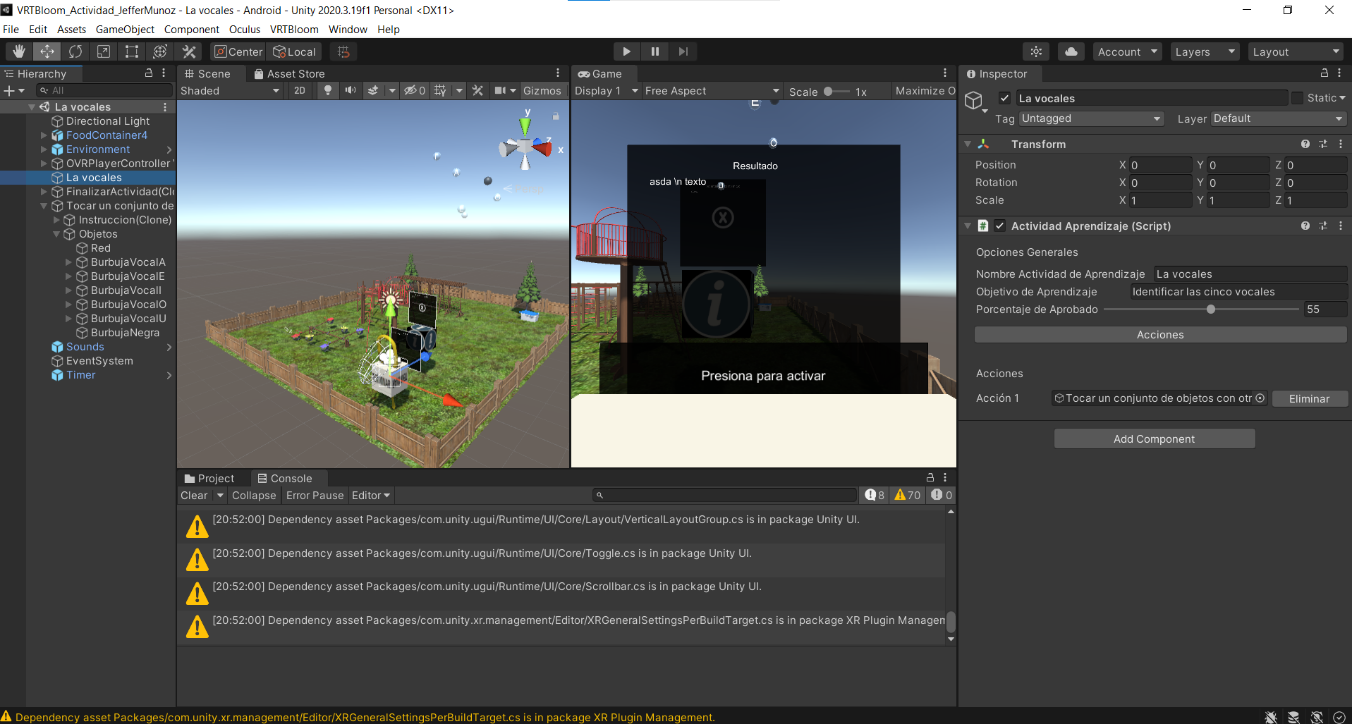 VRTBloom_Actividad_JefferMunoz - La vocales - Android - Unity 2020.3.19f1 Personal <DX11>
File Edit Assets GameObject Component Oculus VRTBloom Window Help
Center Local Account Layers Layout
Hierarchy
All
La vocales
Directional Light
FoodContainer4
Environment
OVRPlayerController
La vocales
FinalizarActividad(Cl
Tocar un conjunto de
Instruccion(Clone)
Objetos
Red
BurbujaVocalA
BurbujaVocalE
BurbujaVocalI
BurbujaVocalO
BurbujaVocalU
BurbujaNegra
Sounds
EventSystem
Timer
Scene Asset Store
Shaded 2D 0 Gizmos
y
z
x
Game
Display 1 Free Aspect Scale 1x Maximize O
Resultado
asda \n texto
X
i
Presiona para activar
Project Console
Clear Collapse Error Pause Editor 8 70 0
[20:52:00] Dependency asset Packages/com.unity.ugui/Runtime/UI/Core/Layout/VerticalLayoutGroup.cs is in package Unity UI.
[20:52:00] Dependency asset Packages/com.unity.ugui/Runtime/UI/Core/Toggle.cs is in package Unity UI.
[20:52:00] Dependency asset Packages/com.unity.ugui/Runtime/UI/Core/Scrollbar.cs is in package Unity UI.
[20:52:00] Dependency asset Packages/com.unity.xr.management/Editor/XRGeneralSettingsPerBuildTarget.cs is in package XR Plugin Managem
Inspector
La vocales Static
Tag Untagged Layer Default
Transform
Position X 0 Y 0 Z 0
Rotation X 0 Y 0 Z 0
Scale X 1 Y 1 Z 1
# Actividad Aprendizaje (Script)
Opciones Generales
Nombre Actividad de Aprendizaje La vocales
Objetivo de Aprendizaje Identificar las cinco vocales
Porcentaje de Aprobado 55
Acciones
Acciones
Acción 1 Tocar un conjunto de objetos con otr Eliminar
Add Component
Dependency asset Packages/com.unity.xr.management/Editor/XRGeneralSettingsPerBuildTarget.cs is in package XR Plugin Management.